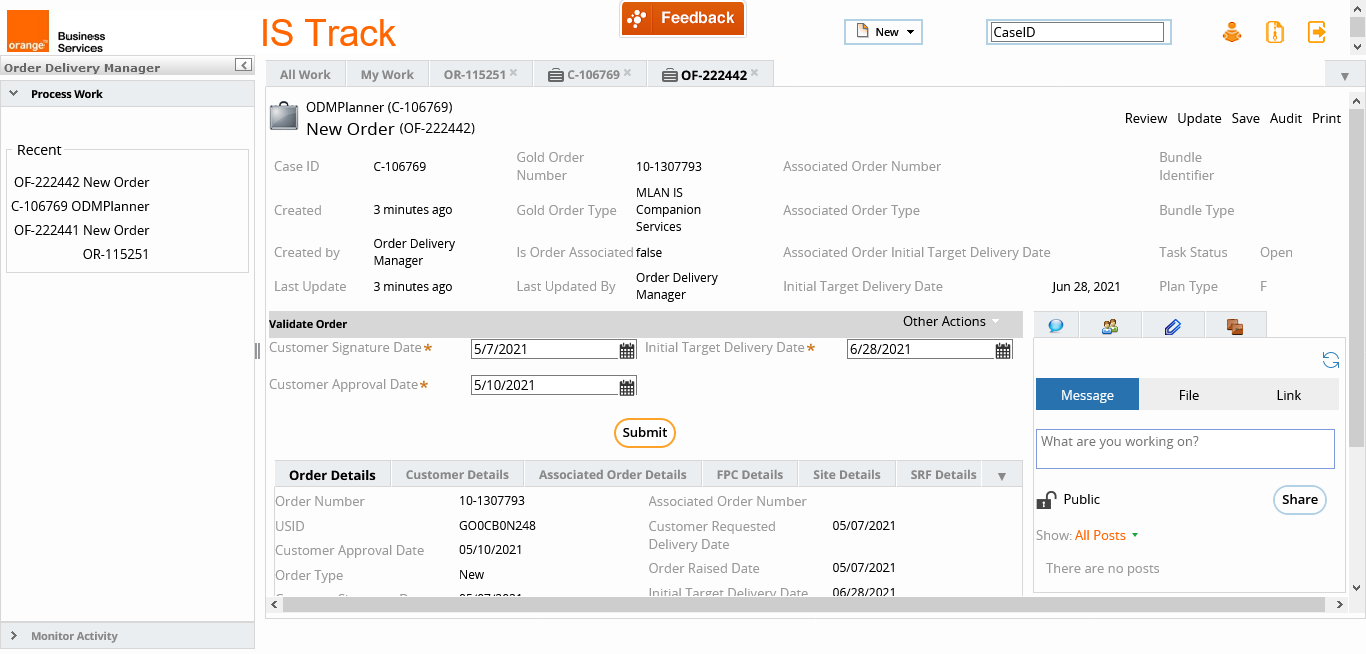 orange™
Business
Services
IS Track
Feedback
New
CaseID
Order Delivery Manager
Process Work
Recent
OF-222442 New Order
C-106769 ODMPlanner
OF-222441 New Order
OR-115251
Monitor Activity
All Work
My Work
OR-115251
C-106769
OF-222442
ODMPlanner (C-106769)
New Order (OF-222442)
Review Update Save Audit Print
Case ID C-106769 Gold Order Number 10-1307793 Associated Order Number Bundle Identifier
Created 3 minutes ago Gold Order Type MLAN IS Companion Services Associated Order Type Bundle Type
Created by Order Delivery Manager Is Order Associated false Associated Order Initial Target Delivery Date Task Status Open
Last Update 3 minutes ago Last Updated By Order Delivery Manager Initial Target Delivery Date Jun 28, 2021 Plan Type F
Validate Order Other Actions
Customer Signature Date* 5/7/2021 Initial Target Delivery Date* 6/28/2021
Customer Approval Date* 5/10/2021
Submit
Order Details Customer Details Associated Order Details FPC Details Site Details SRF Details
Order Number 10-1307793 Associated Order Number
USID GO0CB0N248 Customer Requested Delivery Date 05/07/2021
Customer Approval Date 05/10/2021 Order Raised Date 05/07/2021
Order Type New Initial Target Delivery Date 06/28/2021
Message File Link
What are you working on?
Public
Share
Show: All Posts
There are no posts